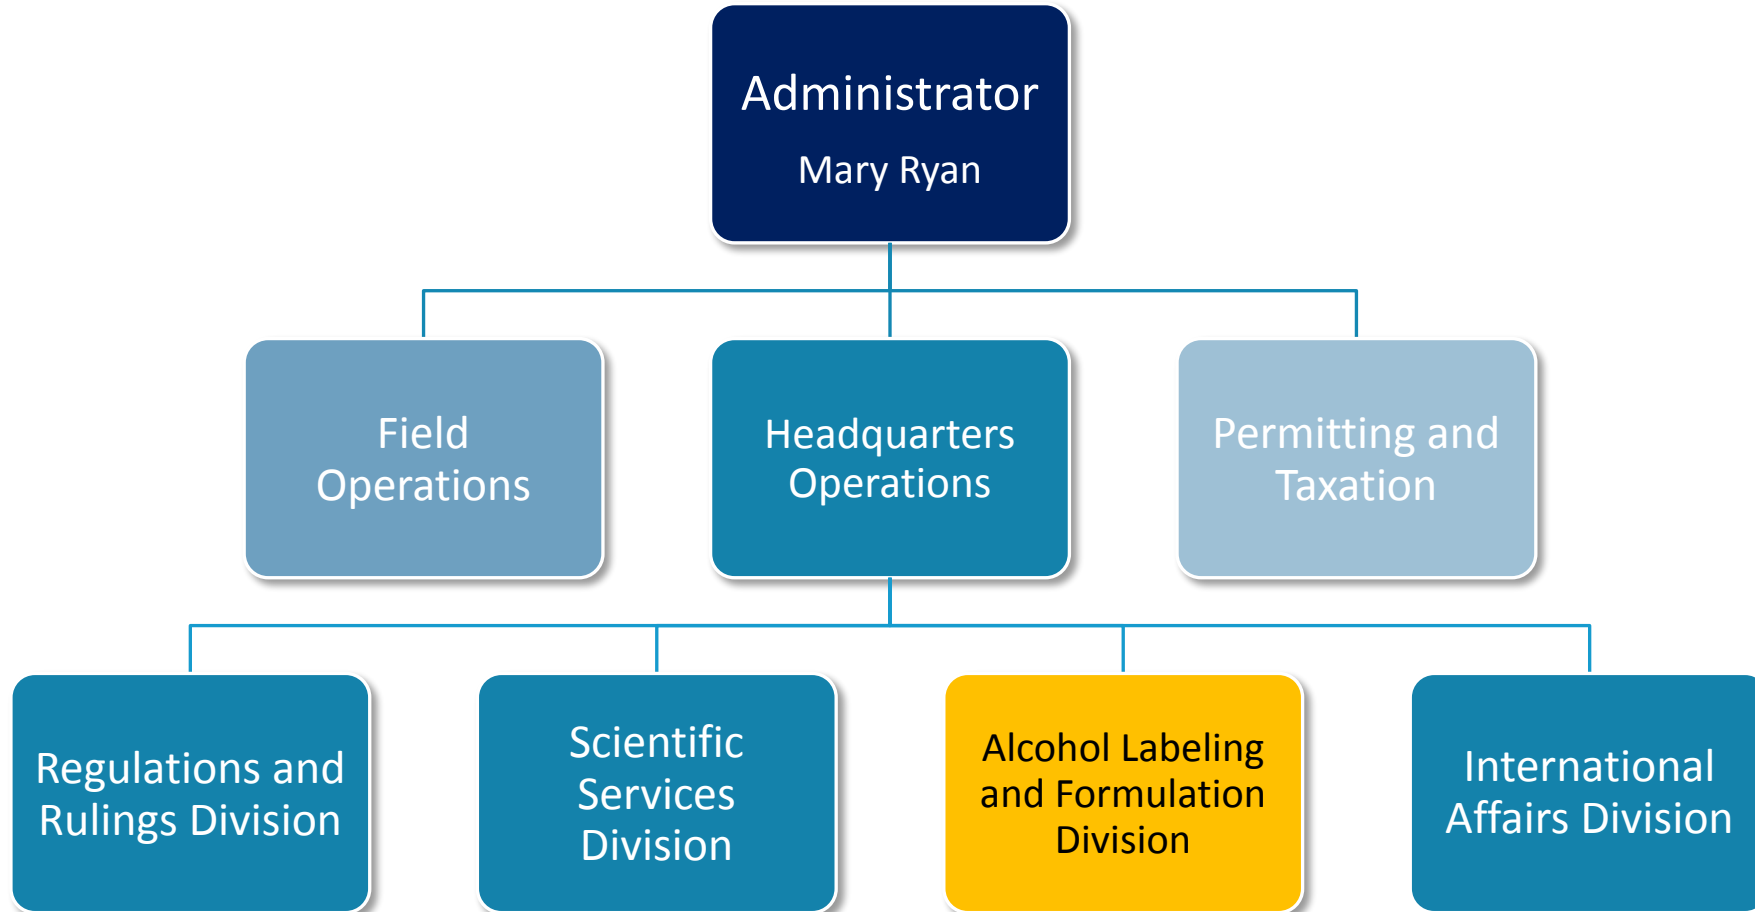 Administrator
Mary Ryan
Field
Operations
Headquarters
Operations
Permitting and
Taxation
Regulations and
Rulings Division
Scientific
Services
Division
Alcohol Labeling
and Formulation
Division
International
Affairs Division